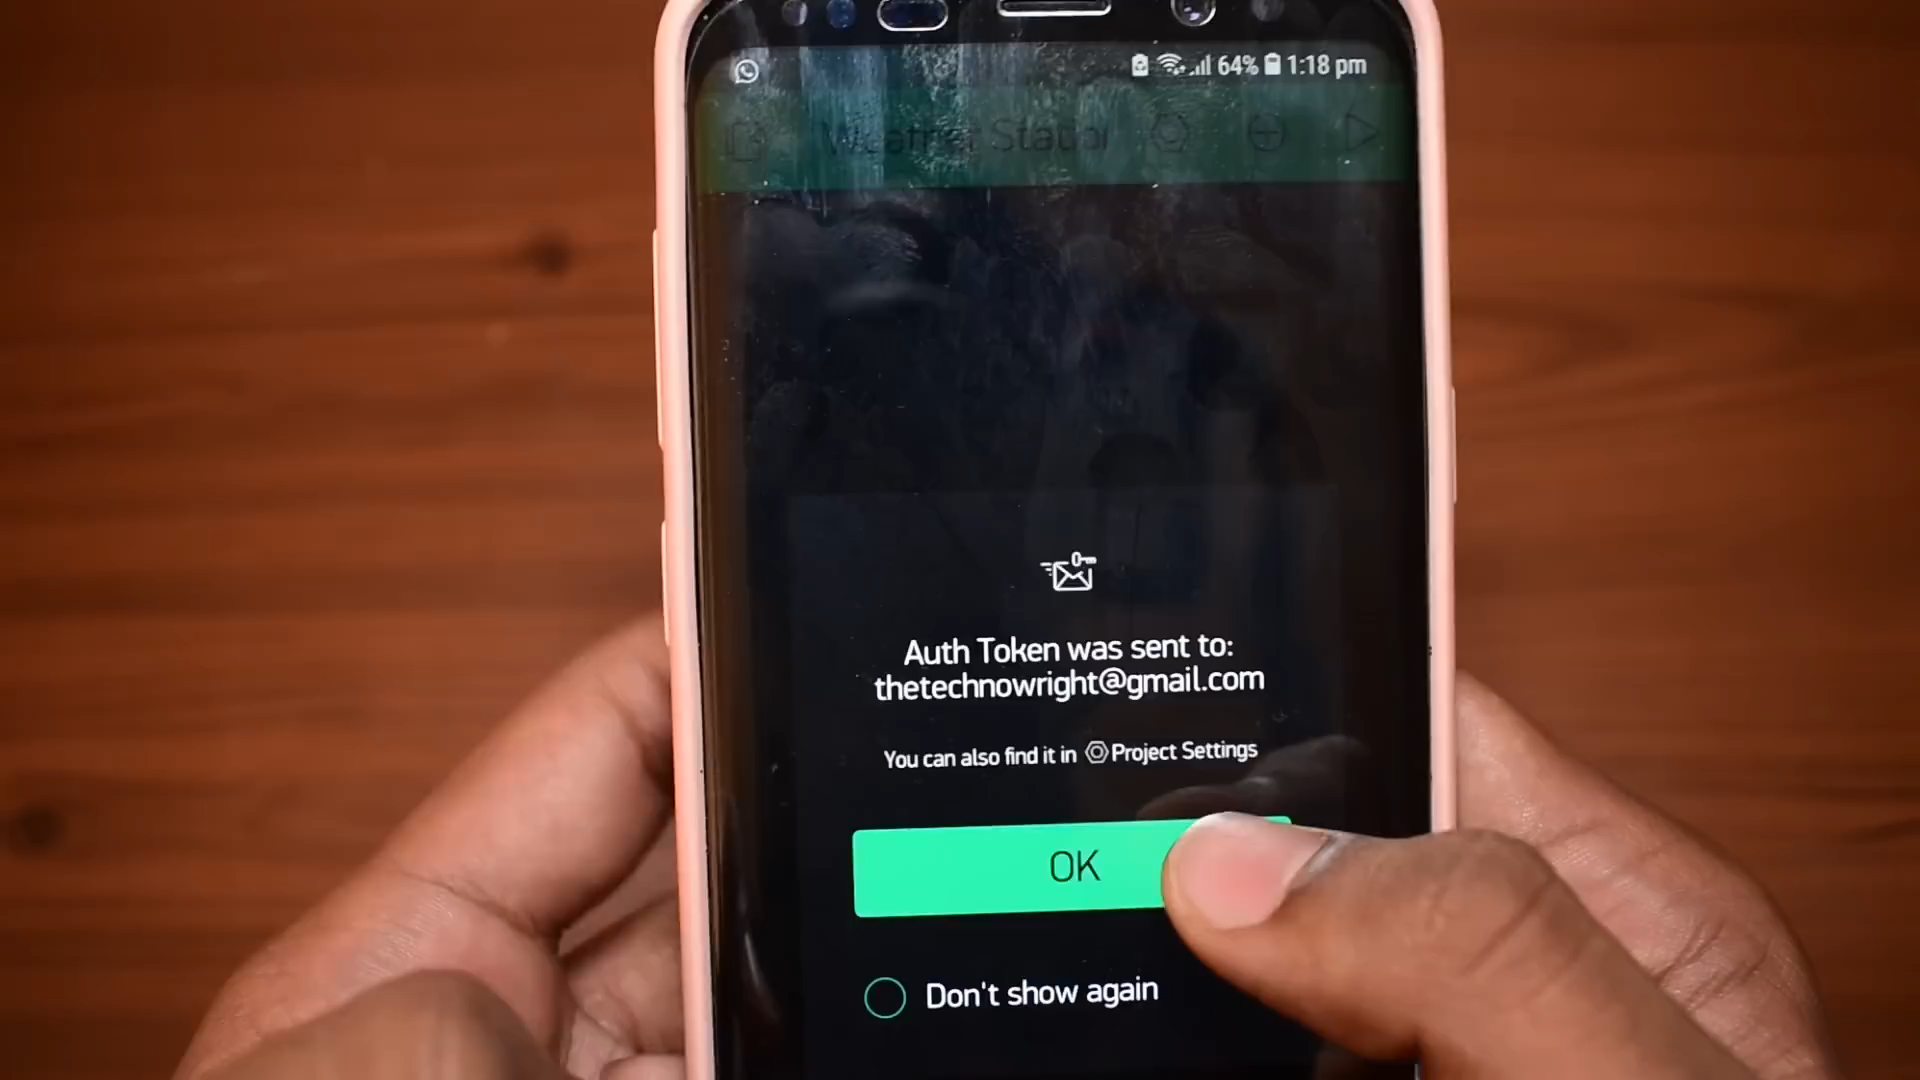 64% 1:18 pm
Weather Station
Auth Token was sent to:
thetechnowright@gmail.com
You can also find it in Project Settings
OK
Don't show again